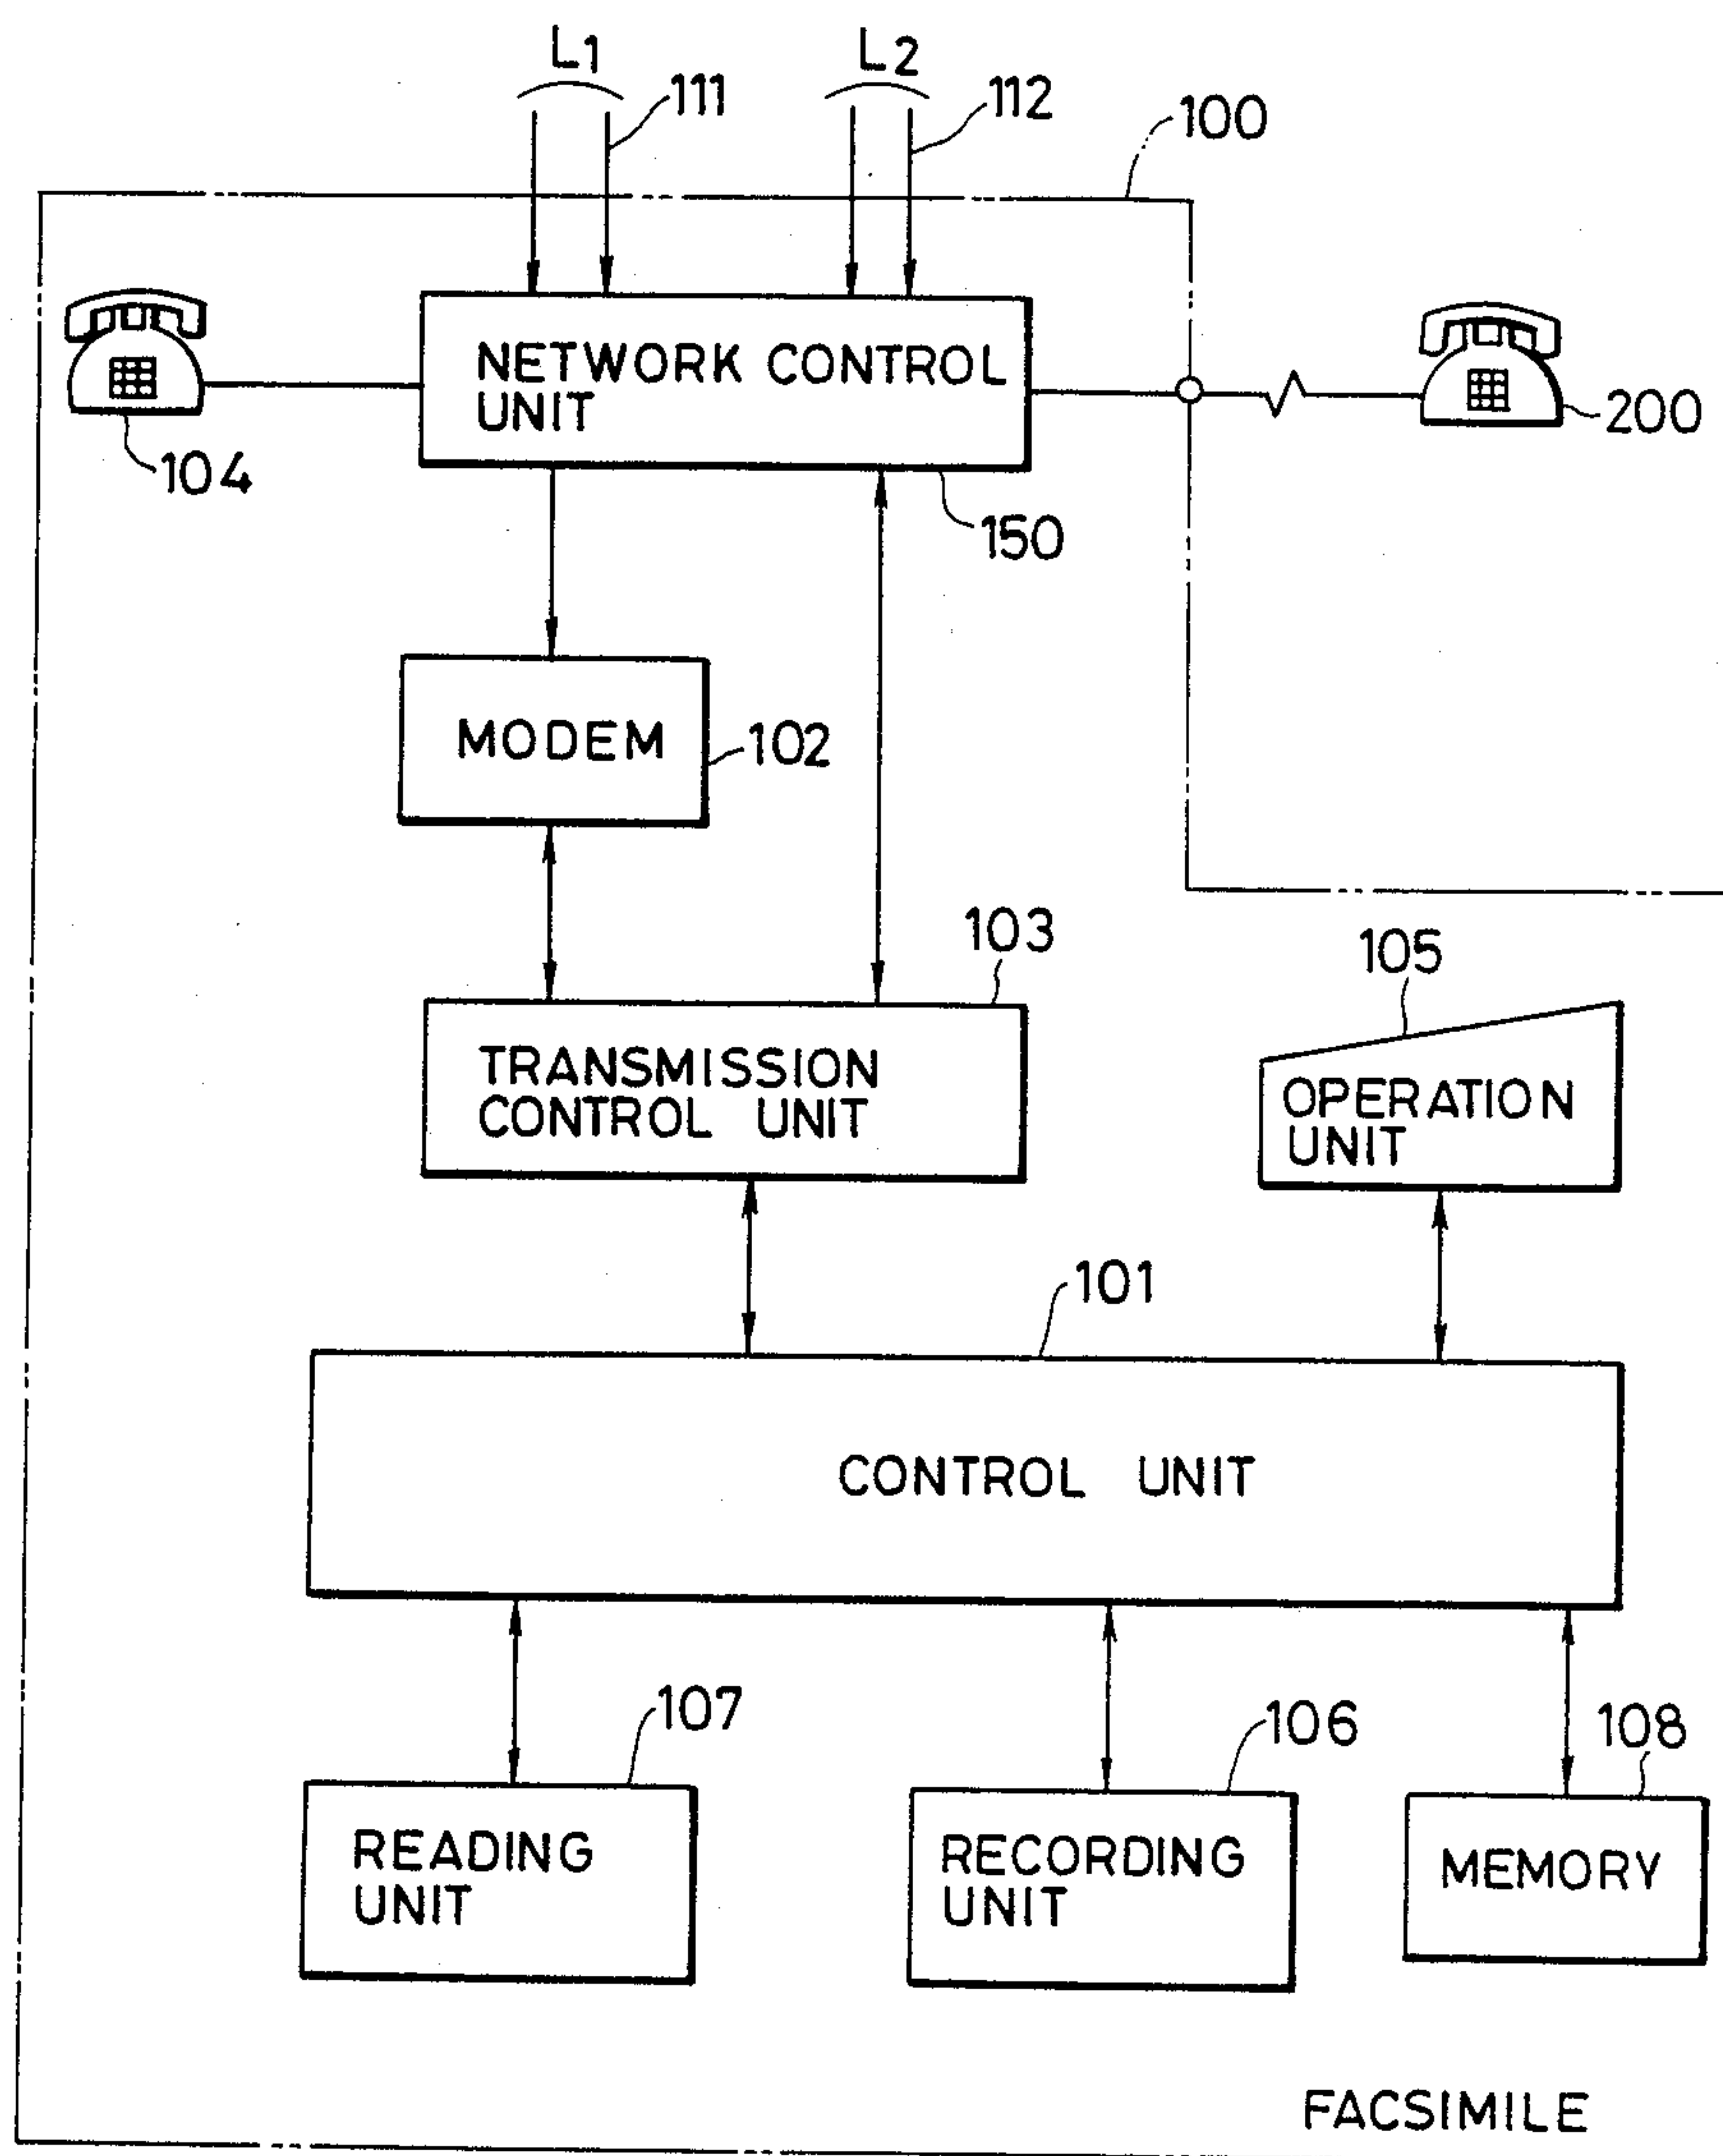 L1
L2
111
112
100
NETWORK CONTROL
UNIT
104
200
150
MODEM
102
103
105
TRANSMISSION
CONTROL UNIT
OPERATION
UNIT
101
CONTROL UNIT
107
106
108
READING
UNIT
RECORDING
UNIT
MEMORY
FACSIMILE